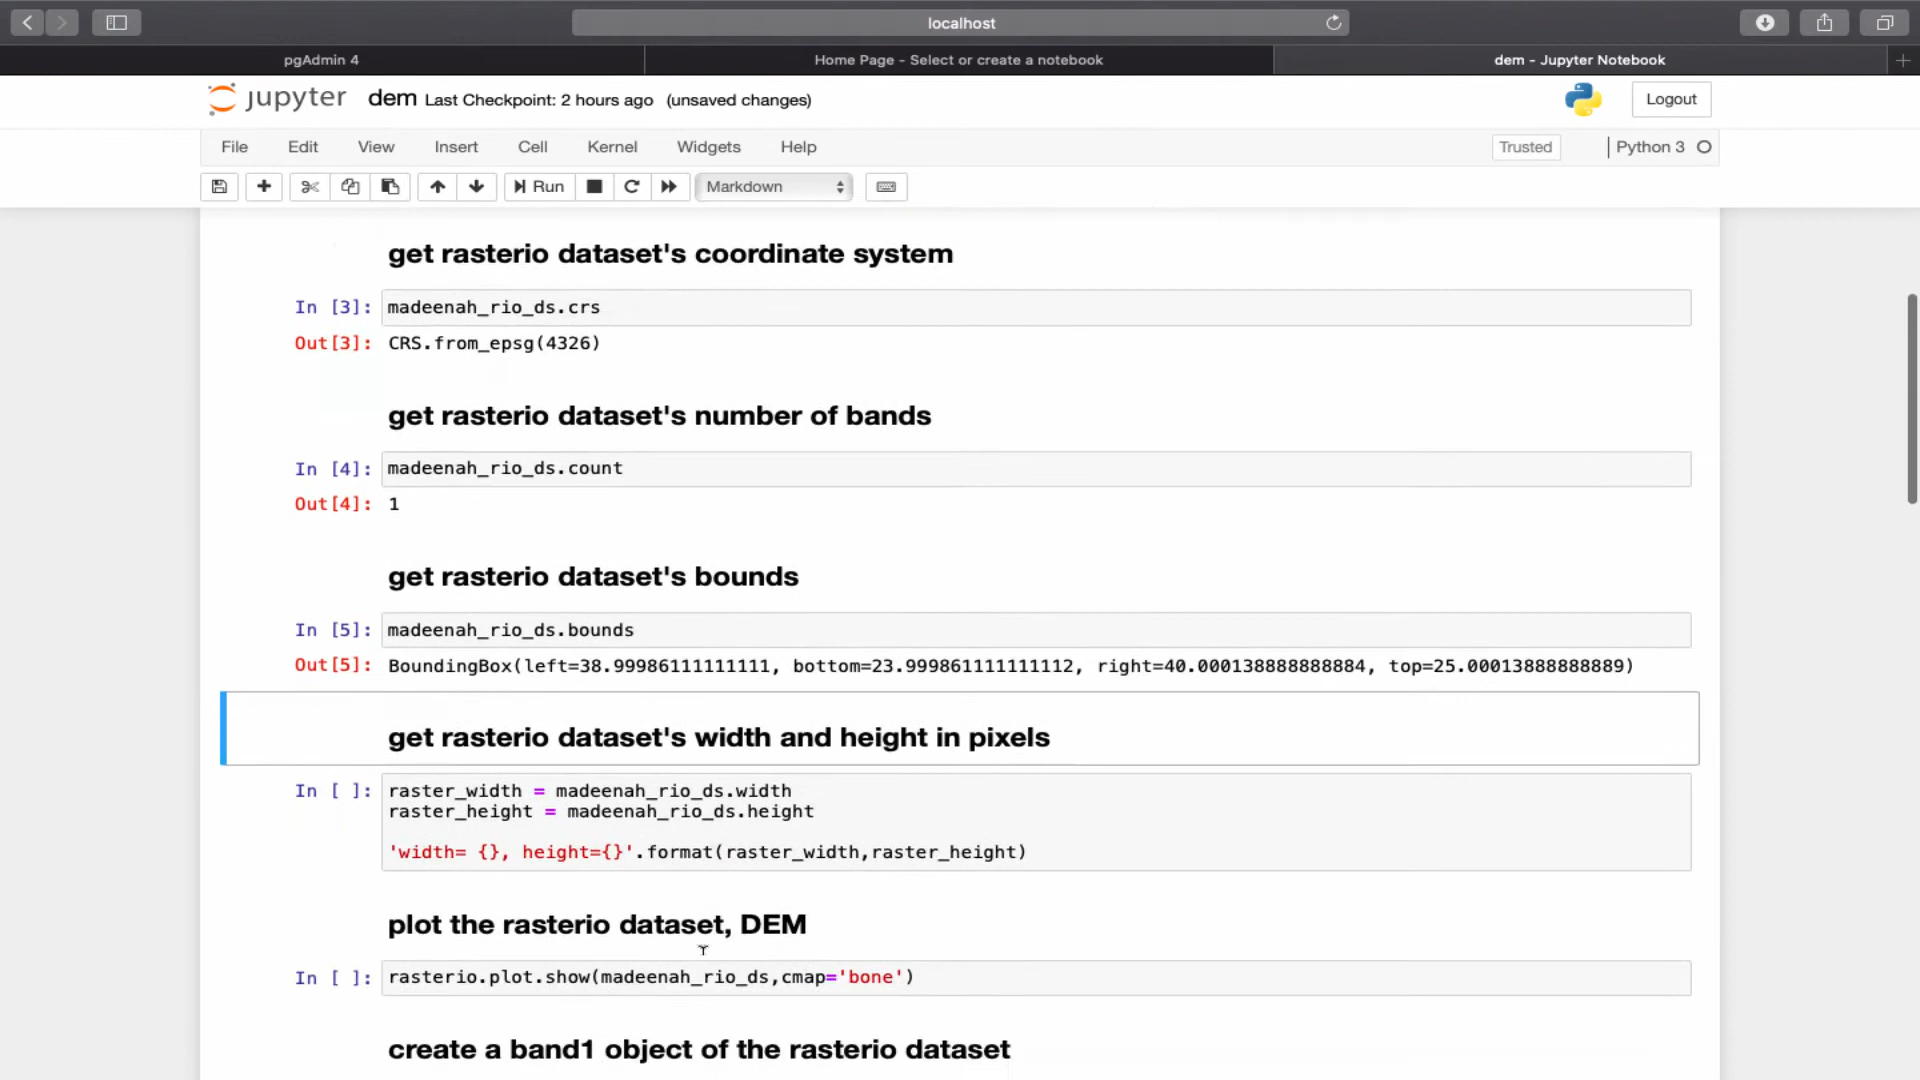 localhost
pgAdmin 4
Home Page - Select or create a notebook
dem - Jupyter Notebook
jupyter dem Last Checkpoint: 2 hours ago (unsaved changes)
Logout
File Edit View Insert Cell Kernel Widgets Help
Trusted
Python 3
Run
Markdown
get rasterio dataset's coordinate system
In [3]: madeenah_rio_ds.crs
Out[3]: CRS.from_epsg(4326)
get rasterio dataset's number of bands
In [4]: madeenah_rio_ds.count
Out[4]: 1
get rasterio dataset's bounds
In [5]: madeenah_rio_ds.bounds
Out[5]: BoundingBox(left=38.99986111111111, bottom=23.999861111111112, right=40.000138888888884, top=25.00013888888889)
get rasterio dataset's width and height in pixels
In [ ]: raster_width = madeenah_rio_ds.width
raster_height = madeenah_rio_ds.height
'width= {}, height={}'.format(raster_width,raster_height)
plot the rasterio dataset, DEM
In [ ]: rasterio.plot.show(madeenah_rio_ds,cmap='bone')
create a band1 object of the rasterio dataset